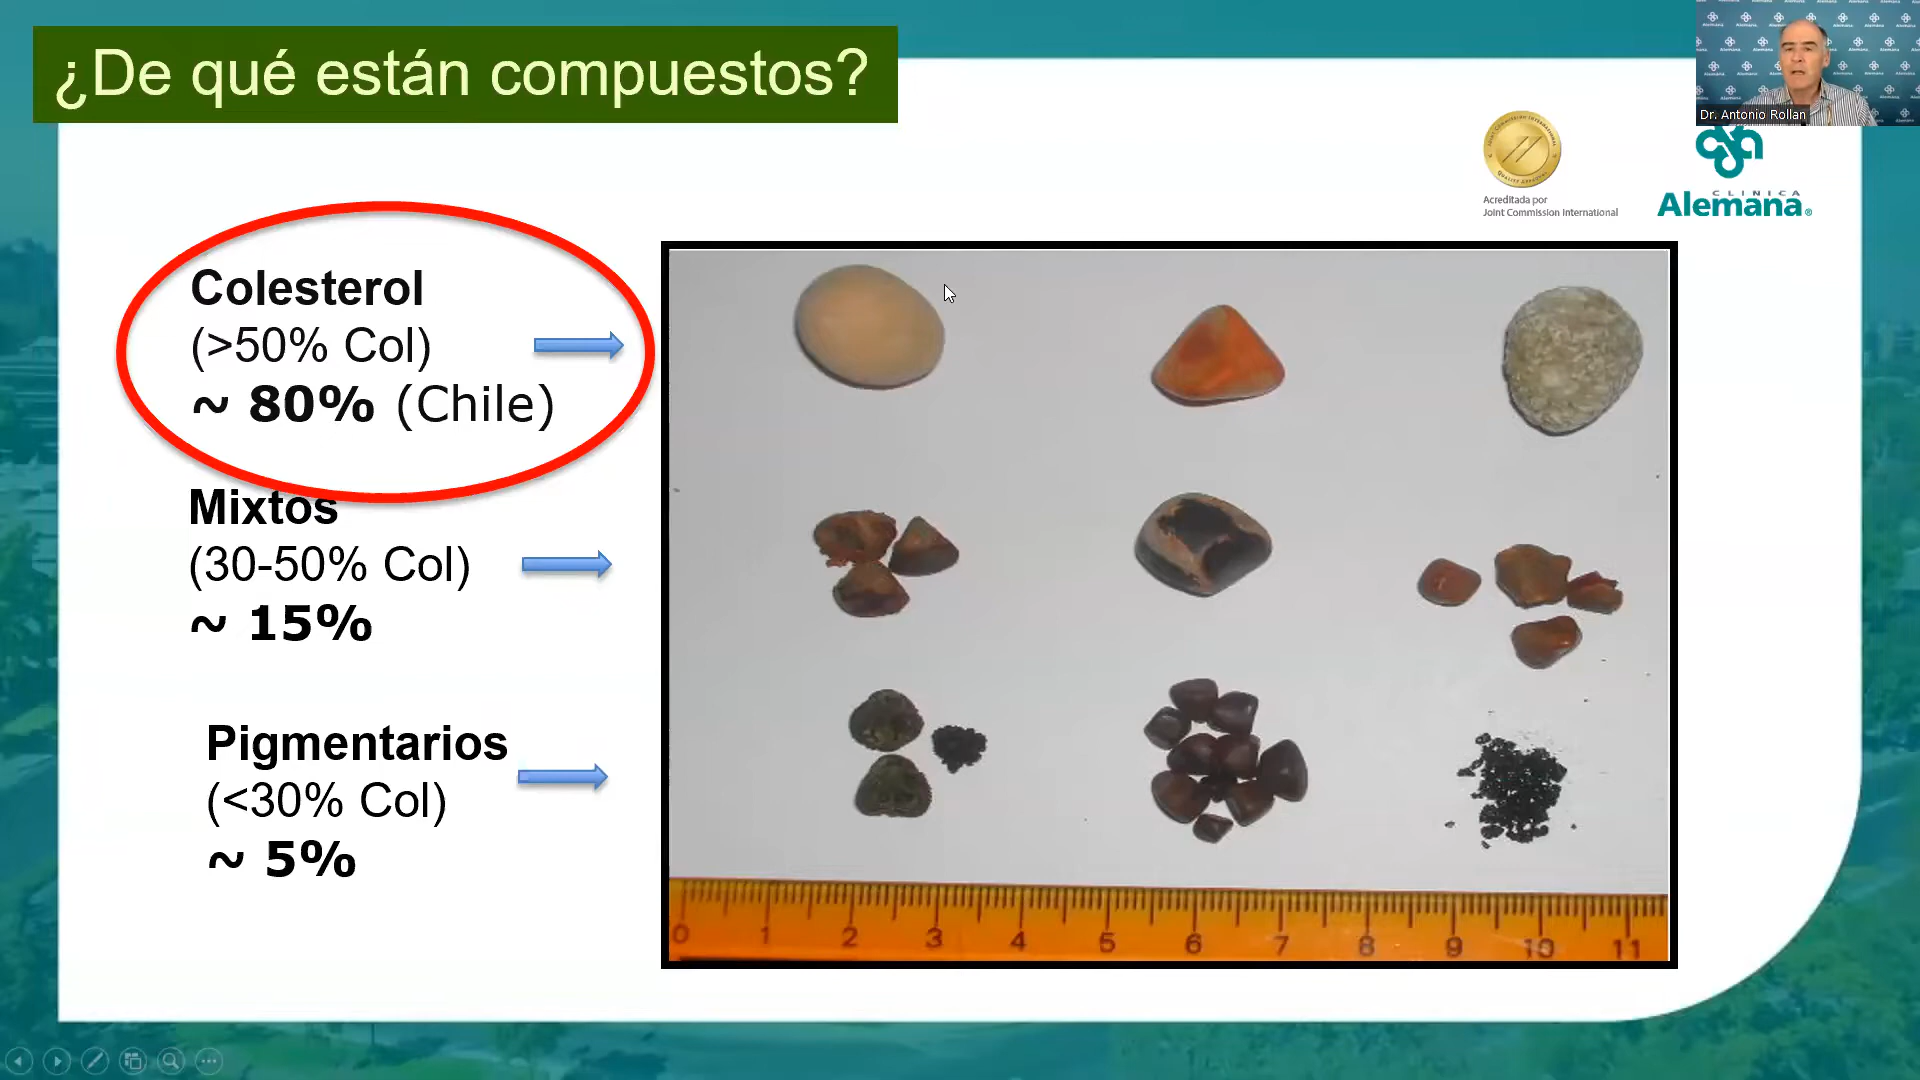 ¿De qué están compuestos?
Dr. Antonio Rollan
Acreditada por
Joint Commission International
CLINICA
Alemana®
Colesterol
(>50% Col)
~ 80% (Chile)
Mixtos
(30-50% Col)
~ 15%
Pigmentarios
(<30% Col)
~ 5%
0 1 2 3 4 5 6 7 8 9 10 11